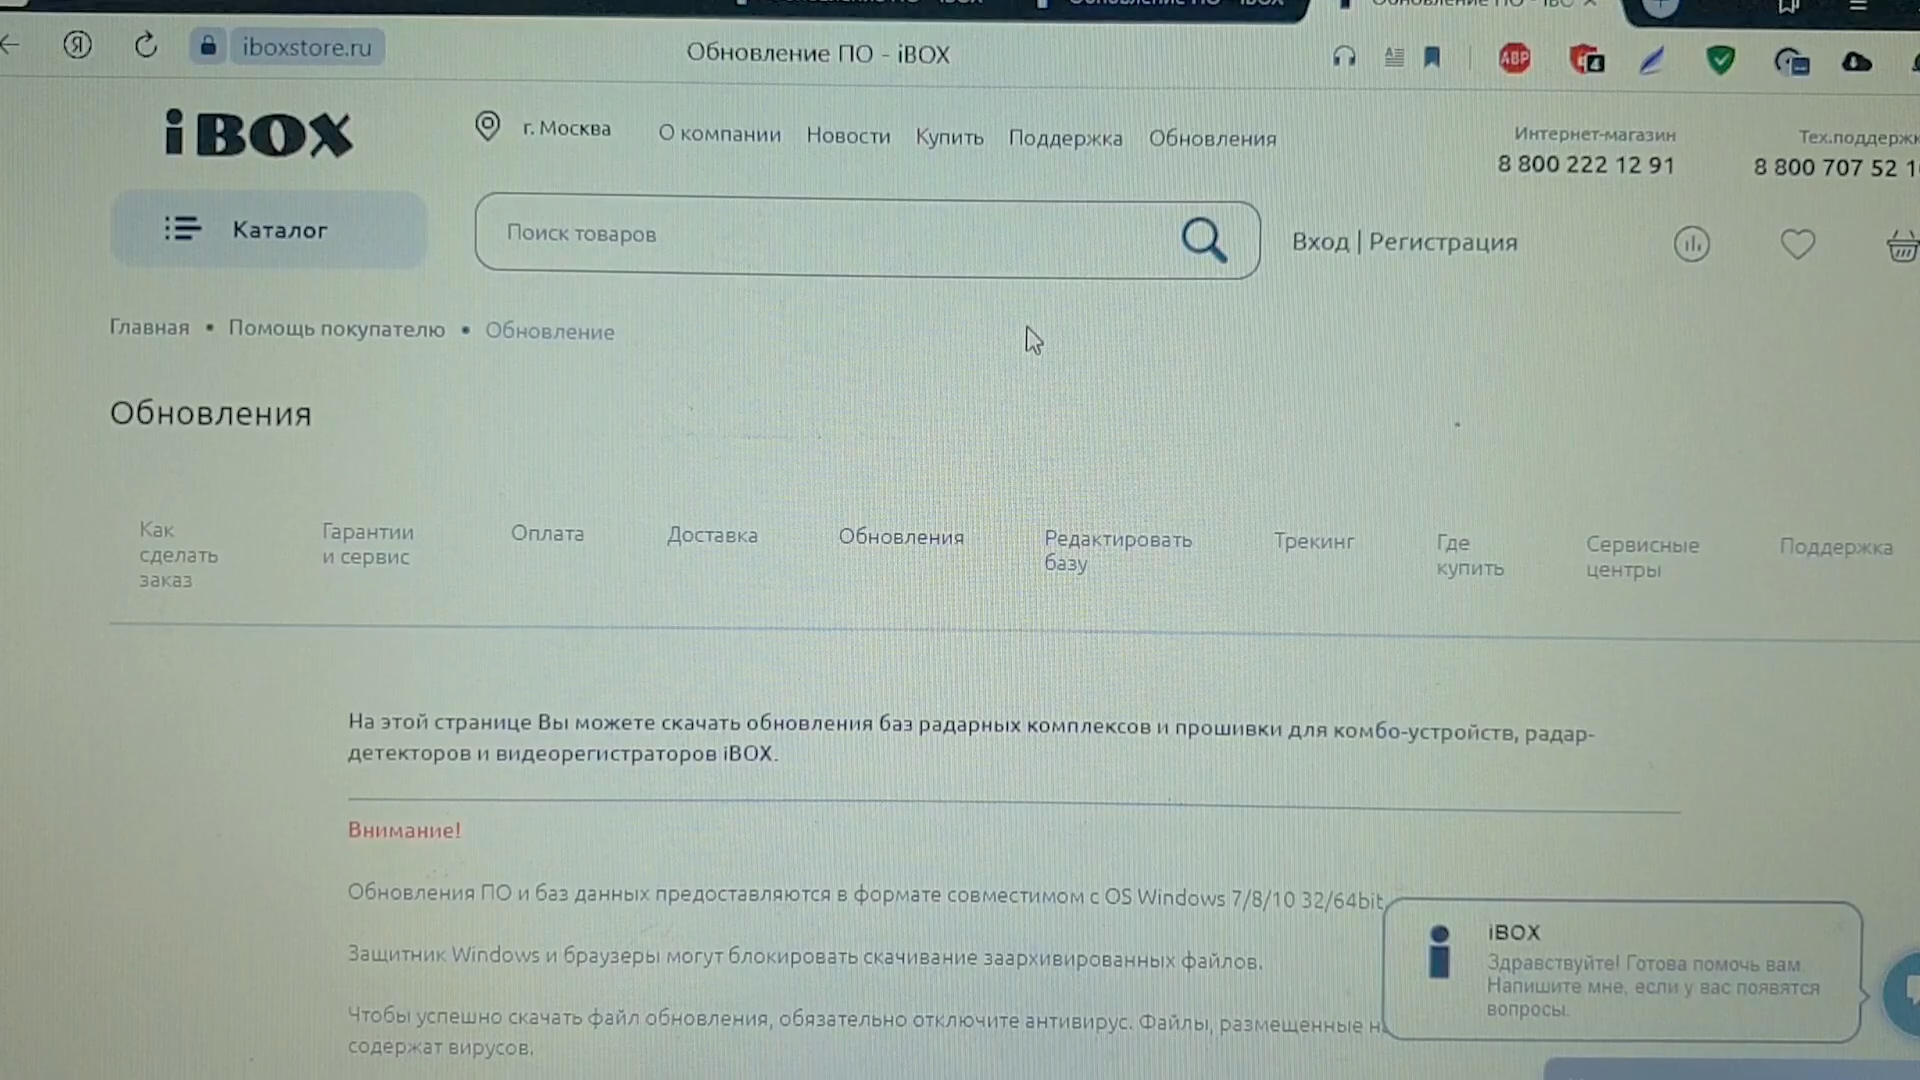 iboxstore.ru
Обновление ПО - iBOX
ABP
iBOX
г. Москва
О компании Новости Купить Поддержка Обновления
Интернет-магазин
8 800 222 12 91
8 800 707 52
Каталог
Поиск товаров
Вход | Регистрация
Главная • Помощь покупателю • Обновление
Обновления
Как
сделать
заказ
Гарантии
и сервис
Оплата
Доставка
Обновления
Редактировать
базу
Трекинг
Где
купить
Сервисные
центры
Поддержка
На этой странице Вы можете скачать обновления баз радарных комплексов и прошивки для комбо-устройств, радар-
детекторов и видеорегистраторов iBOX.
Внимание!
Обновления ПО и баз данных предоставляются в формате совместимом с OS Windows 7/8/10 32/64bit
Защитник Windows и браузеры могут блокировать скачивание заархивированных файлов.
Чтобы успешно скачать файл обновления, обязательно отключите антивирус. Файлы, размещенные
содержат вирусов.
iBOX
Здравствуйте! Готова помочь вам.
Напишите мне, если у вас появятся
вопросы.